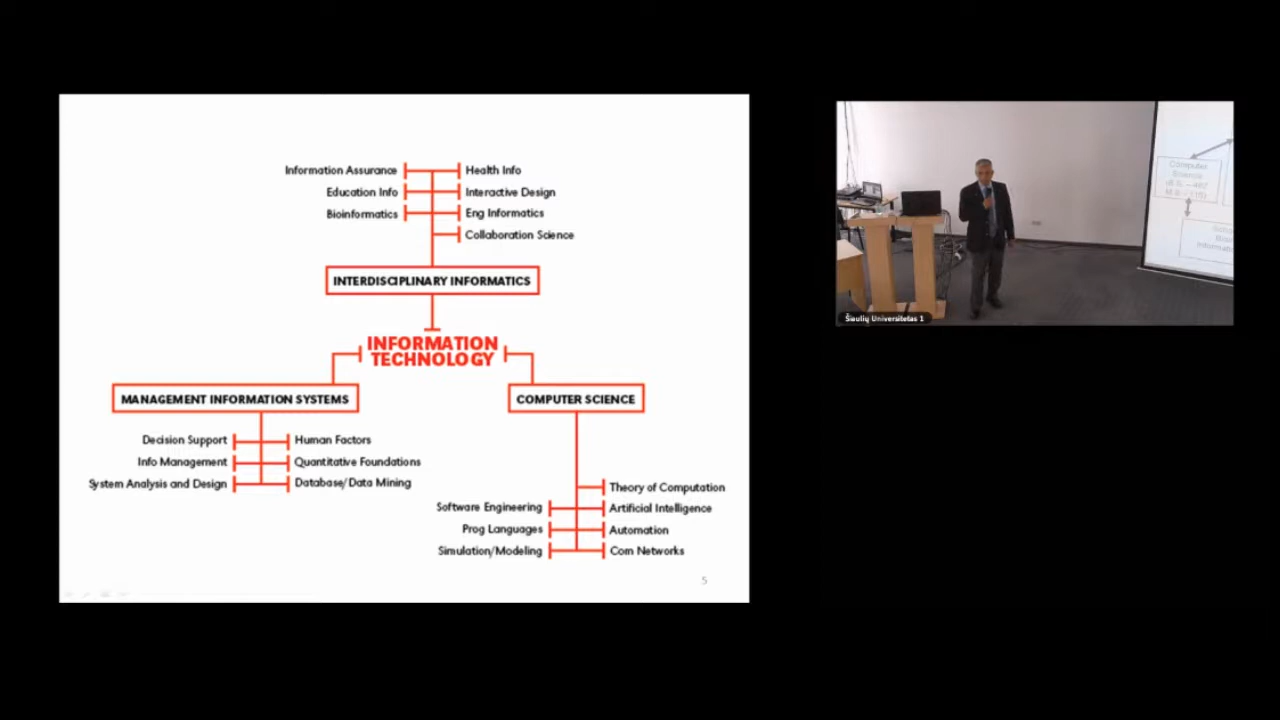 Information Assurance
Health Info
Education Info
Interactive Design
Bioinformatics
Eng Informatics
Collaboration Science
INTERDISCIPLINARY INFORMATICS
INFORMATION
TECHNOLOGY
MANAGEMENT INFORMATION SYSTEMS
COMPUTER SCIENCE
Decision Support
Human Factors
Info Management
Quantitative Foundations
System Analysis and Design
Database/Data Mining
Theory of Computation
Software Engineering
Artificial Intelligence
Prog Languages
Automation
Simulation/Modeling
Com Networks
5
Computer
Science
Šiaulių Universitetas 1